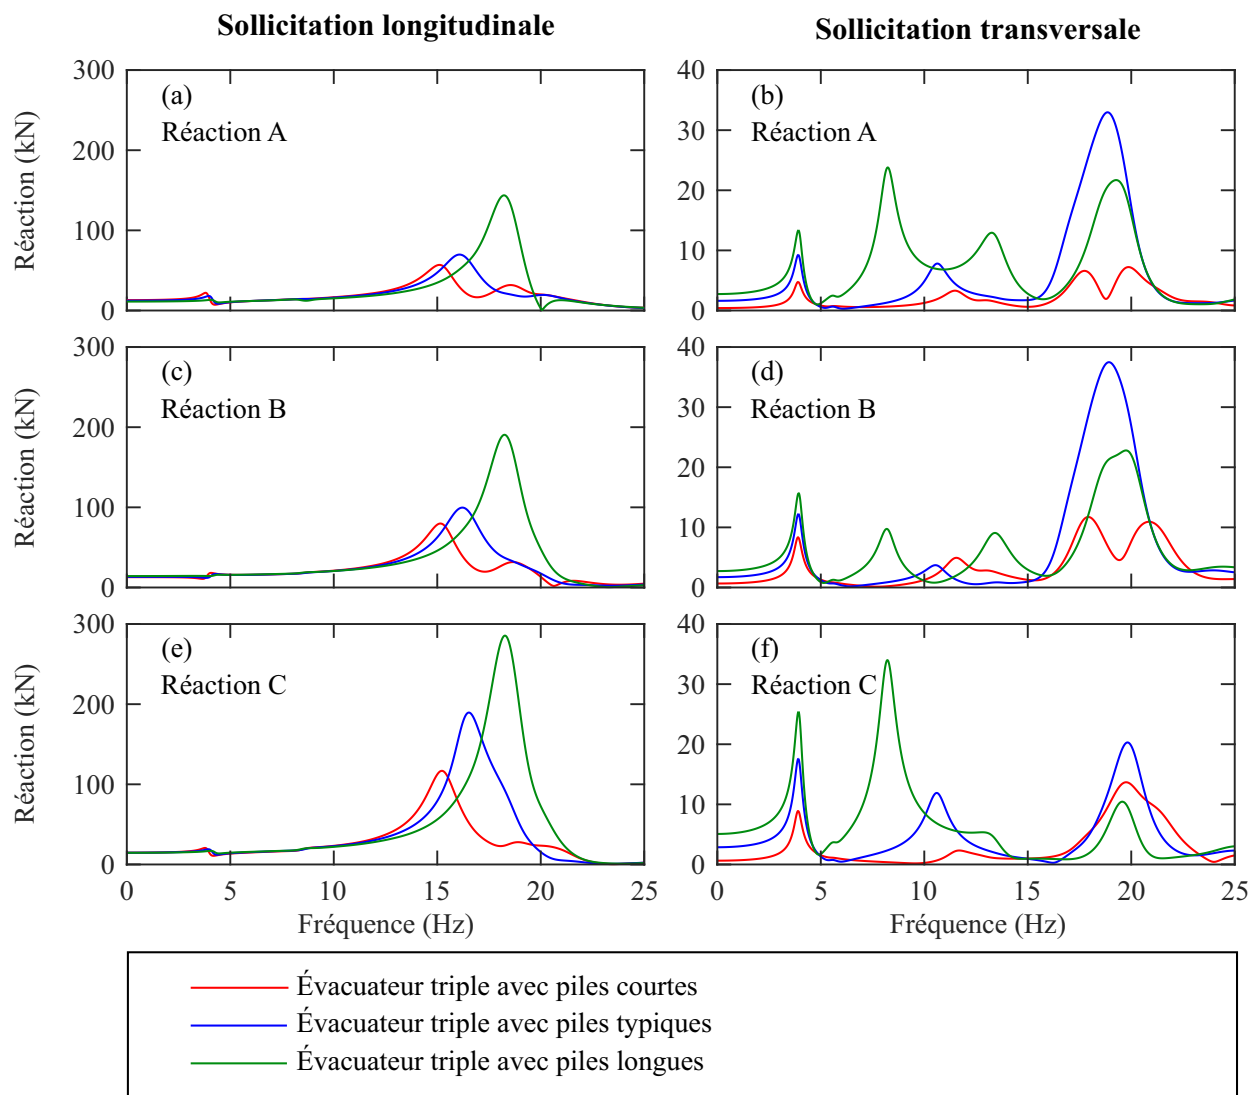 Sollicitation longitudinale
Sollicitation transversale
300
200
100
0
Réaction (kN)
(a)
Réaction A
40
30
20
10
0
(b)
Réaction A
300
200
100
0
Réaction (kN)
(c)
Réaction B
40
30
20
10
0
(d)
Réaction B
300
200
100
0
Réaction (kN)
(e)
Réaction C
40
30
20
10
0
(f)
Réaction C
0 5 10 15 20 25
0 5 10 15 20 25
Fréquence (Hz)
Fréquence (Hz)
Évacuateur triple avec piles courtes
Évacuateur triple avec piles typiques
Évacuateur triple avec piles longues